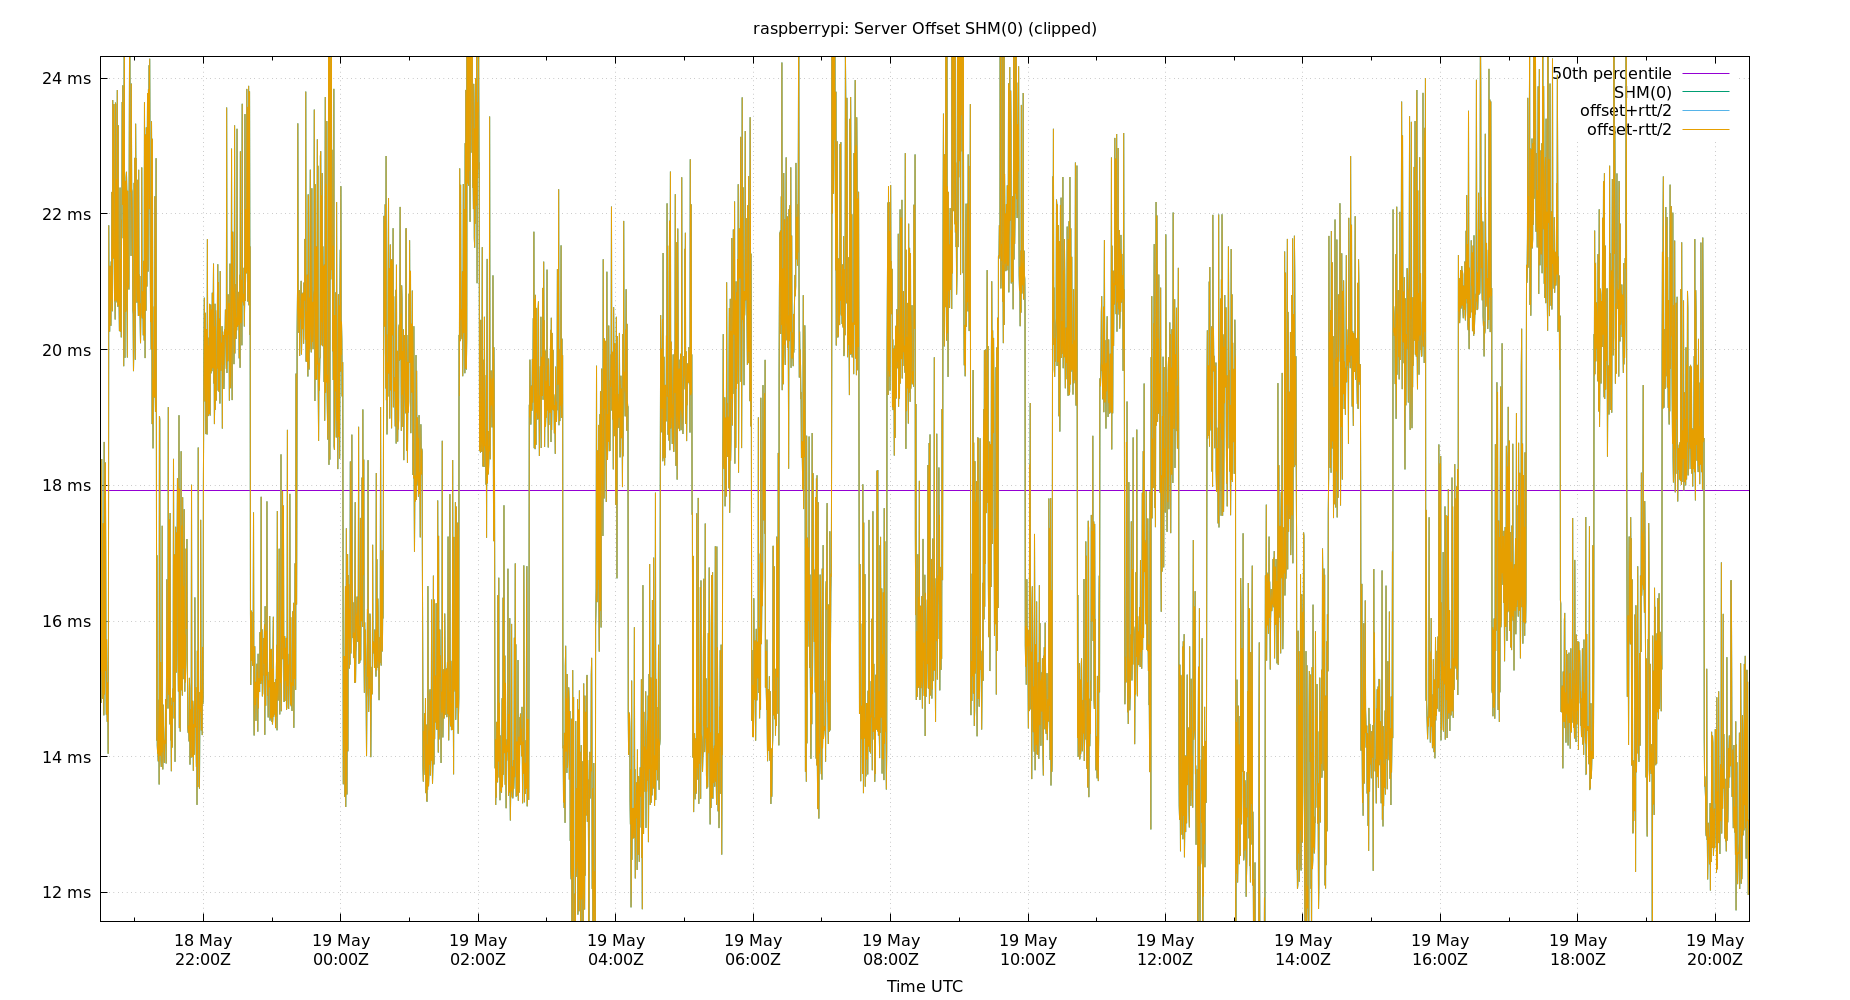 raspberrypi: Server Offset SHM(0) (clipped)
24 ms
22 ms
20 ms
18 ms
16 ms
14 ms
12 ms
50th percentile
SHM(0)
offset+rtt/2
offset-rtt/2
18 May 19 May 19 May 19 May 19 May 19 May 19 May 19 May 19 May 19 May 19 May 19 May
22:00Z 00:00Z 02:00Z 04:00Z 06:00Z 08:00Z 10:00Z 12:00Z 14:00Z 16:00Z 18:00Z 20:00Z
Time UTC